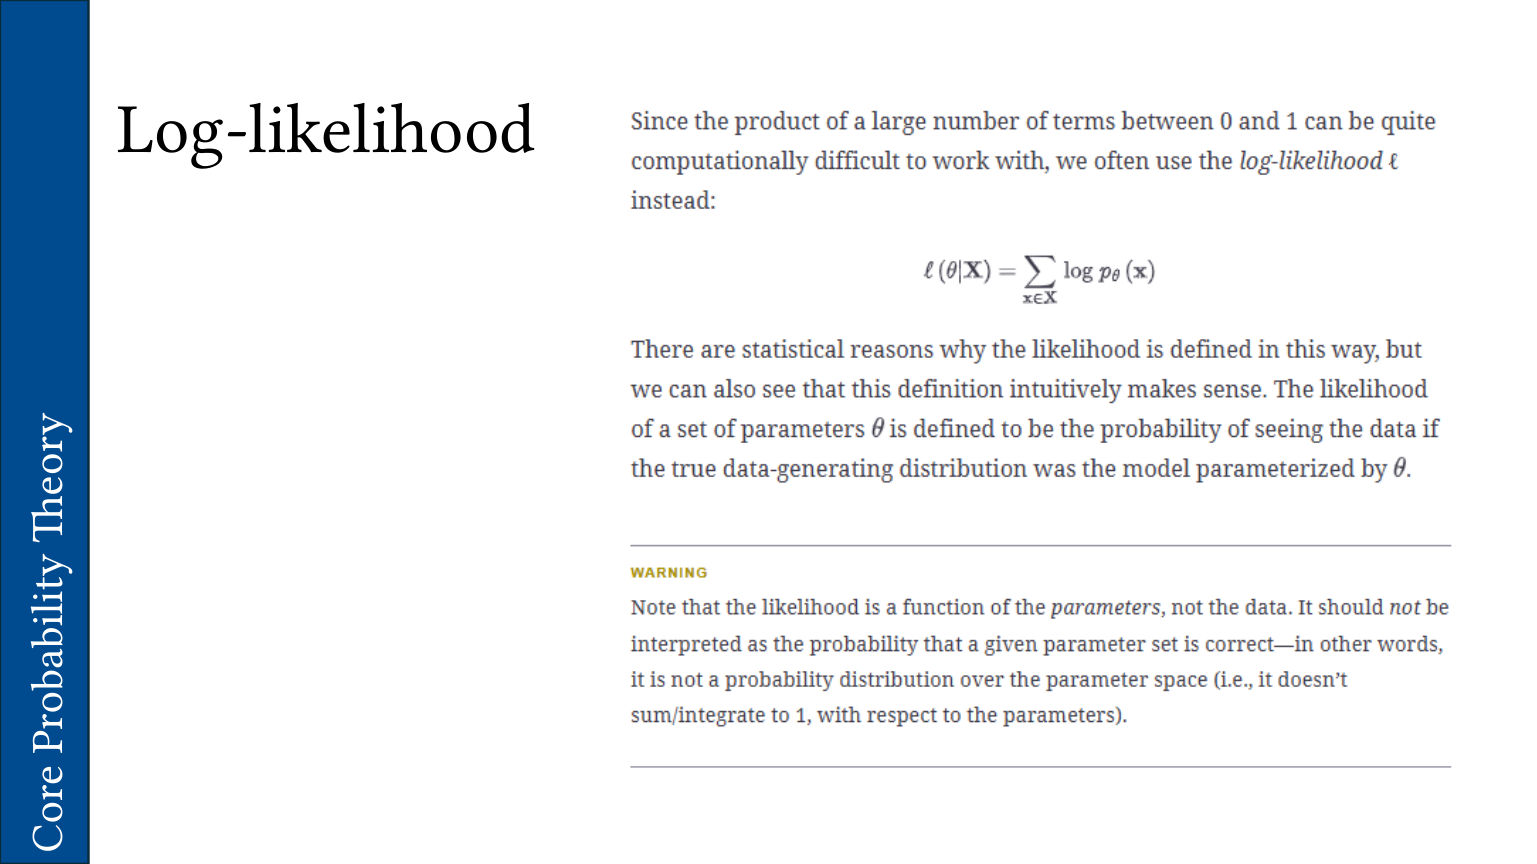 Core Probability Theory
Log-likelihood
Since the product of a large number of terms between 0 and 1 can be quite
computationally difficult to work with, we often use the log-likelihood ℓ
instead:
ℓ (θ|X) = ∑ log pθ (x)
x∈X
There are statistical reasons why the likelihood is defined in this way, but
we can also see that this definition intuitively makes sense. The likelihood
of a set of parameters θ is defined to be the probability of seeing the data if
the true data-generating distribution was the model parameterized by θ.
WARNING
Note that the likelihood is a function of the parameters, not the data. It should not be
interpreted as the probability that a given parameter set is correct—in other words,
it is not a probability distribution over the parameter space (i.e., it doesn’t
sum/integrate to 1, with respect to the parameters).